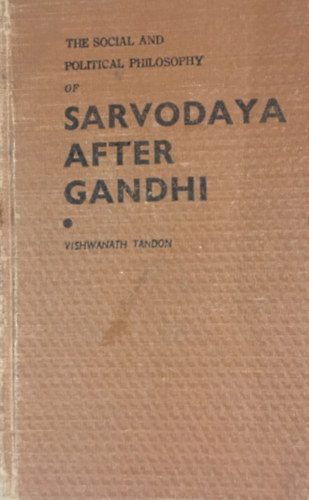 THE SOCIAL AND
POLITICAL PHILOSOPHY
OF
SARVODAYA
AFTER
GANDHI
VISHWANATH TANDON